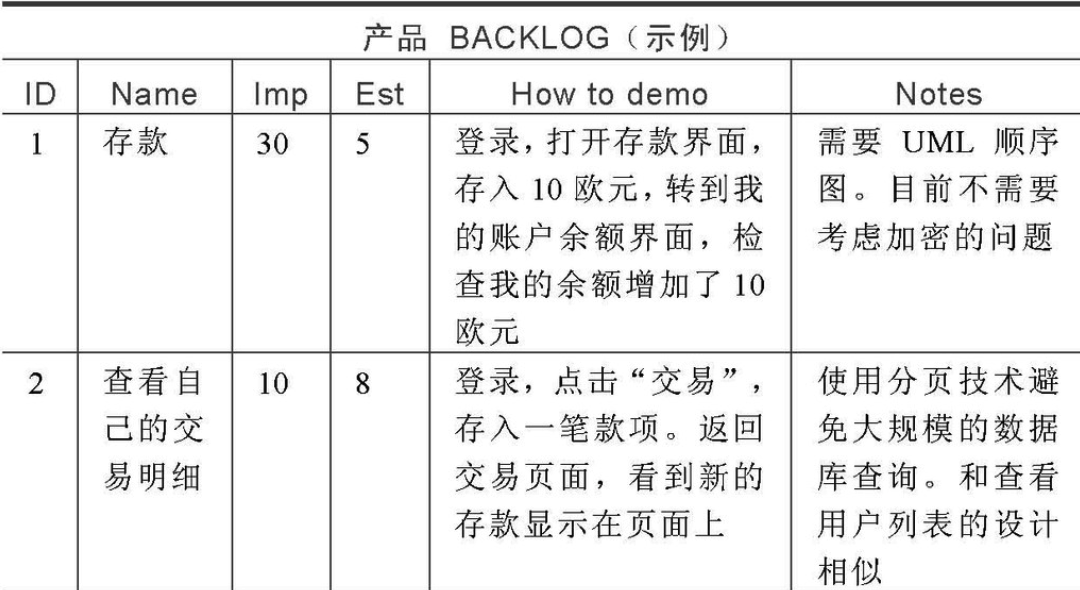 产品 BACKLOG（示例）
ID Name Imp Est How to demo Notes
1 存款 30 5 登录，打开存款界面， 需要 UML 顺序
存入 10 欧元，转到我 图。目前不需要
的账户余额界面，检 考虑加密的问题
查我的余额增加了 10
欧元
2 查看自 10 8 登录，点击“交易”， 使用分页技术避
己的交 存入一笔款项。返回 免大规模的数据
易明细 交易页面，看到新的 库查询。和查看
存款显示在页面上 用户列表的设计
相似